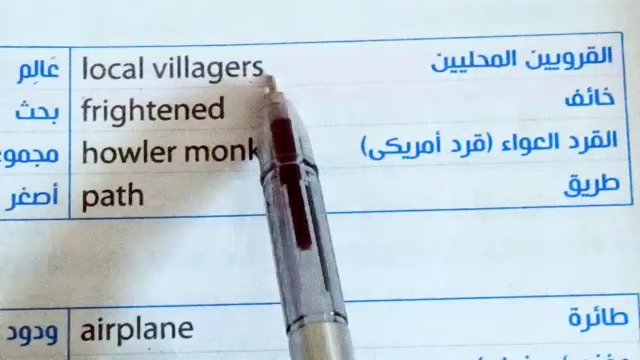 عَالِم local villagers القرويين المحليين
بحث frightened خائف
howler monk القرد العواء (قرد أمريكى)
أصغر path طريق
ودود airplane طائرة